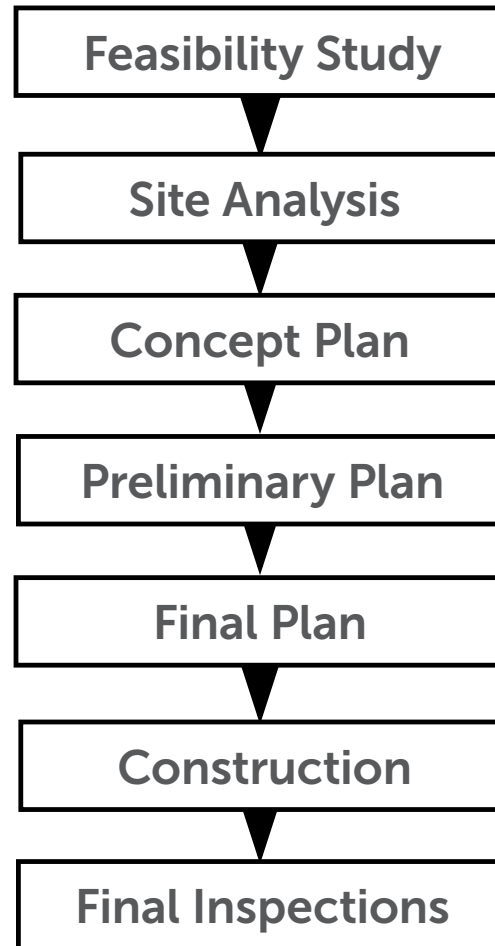 Feasibility Study
Site Analysis
Concept Plan
Preliminary Plan
Final Plan
Construction
Final Inspections